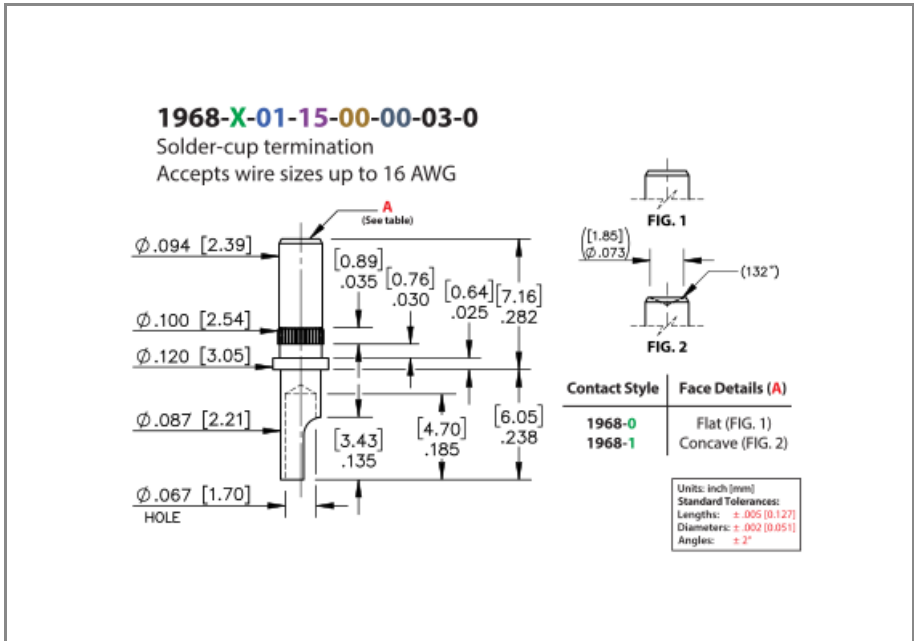 1968-X-01-15-00-00-03-0
Solder-cup termination
Accepts wire sizes up to 16 AWG
A
(See table)
Ø.094 [2.39]
[0.89]
.035
[0.76]
.030
[0.64]
.025
[7.16]
.282
Ø.100 [2.54]
Ø.120 [3.05]
Ø.087 [2.21]
[3.43]
.135
[4.70]
.185
[6.05]
.238
Ø.067 [1.70]
HOLE
FIG. 1
([1.85])
(Ø.073)
(132°)
FIG. 2
Contact Style Face Details (A)
1968-0 Flat (FIG. 1)
1968-1 Concave (FIG. 2)
Units: inch [mm]
Standard Tolerances:
Lengths: ± .005 [0.127]
Diameters: ± .002 [0.051]
Angles: ± 2°